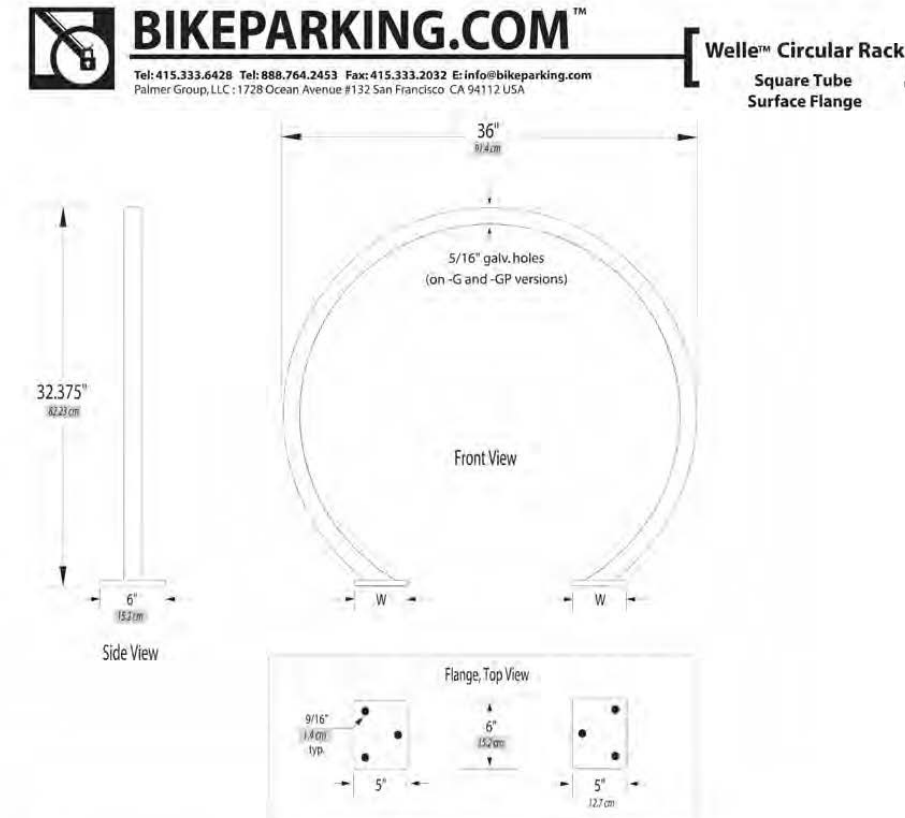 BIKEPARKING.COM™
Tel: 415.333.6428 Tel: 888.764.2453 Fax: 415.333.2032 E: info@bikeparking.com
Palmer Group, LLC : 1728 Ocean Avenue #132 San Francisco CA 94112 USA
Welle™ Circular Rack
Square Tube
Surface Flange
36"
91.4 cm
5/16" galv. holes
(on -G and -GP versions)
32.375"
82.23 cm
Front View
6"
W
W
Side View
Flange, Top View
9/16"
1.4 cm
typ.
6"
15.2 cm
5"
5"
12.7 cm